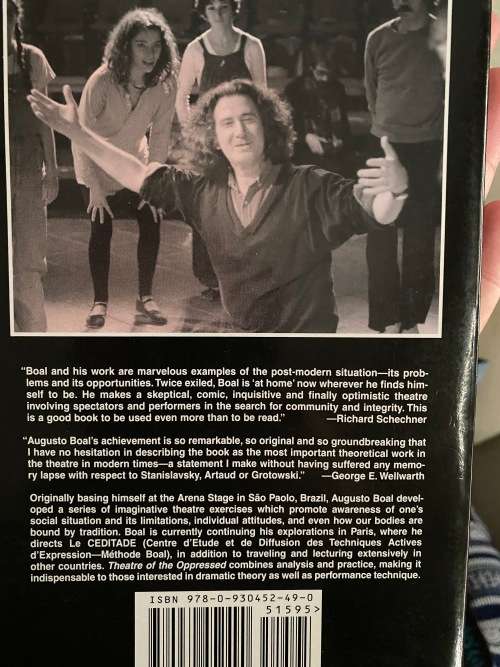 "Boal and his work are marvelous examples of the post-modern situation—its prob-
lems and its opportunities. Twice exiled, Boal is 'at home' now wherever he finds him-
self to be. He makes a skeptical, comic, inquisitive and finally optimistic theatre
involving spectators and performers in the search for community and integrity. This
is a good book to be used even more than to be read." —Richard Schechner
"Augusto Boal's achievement is so remarkable, so original and so groundbreaking that
I have no hesitation in describing the book as the most important theoretical work in
the theatre in modern times—a statement I make without having suffered any memo-
ry lapse with respect to Stanislavsky, Artaud or Grotowski." —George E. Wellwarth
Originally basing himself at the Arena Stage in São Paolo, Brazil, Augusto Boal devel-
oped a series of imaginative theatre exercises which promote awareness of one's
social situation and its limitations, individual attitudes, and even how our bodies are
bound by tradition. Boal is currently continuing his explorations in Paris, where he
directs Le CEDITADE (Centre d'Etude et de Diffusion des Techniques Actives
d'Expression—Méthode Boal), in addition to traveling and lecturing extensively in
other countries. Theatre of the Oppressed combines analysis and practice, making it
indispensable to those interested in dramatic theory as well as performance technique.
ISBN 978-0-930452-49-0
51595>